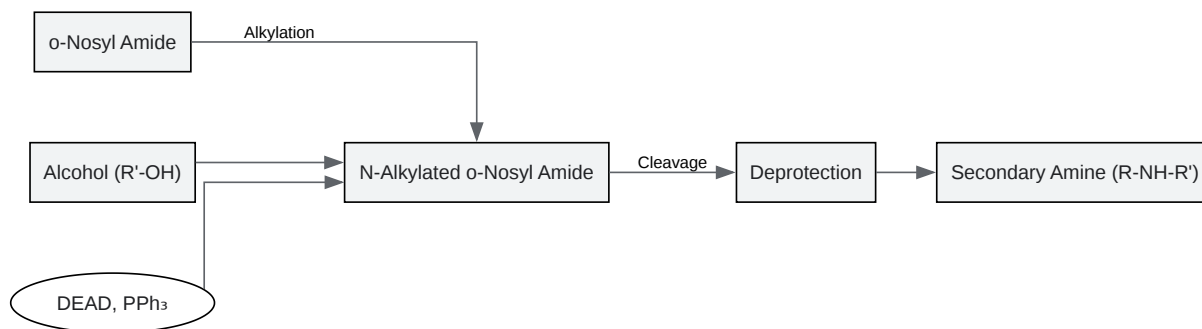 o-Nosyl Amide
Alkylation
Alcohol (R'-OH)
N-Alkylated o-Nosyl Amide
Cleavage
Deprotection
Secondary Amine (R-NH-R')
DEAD, PPh₃